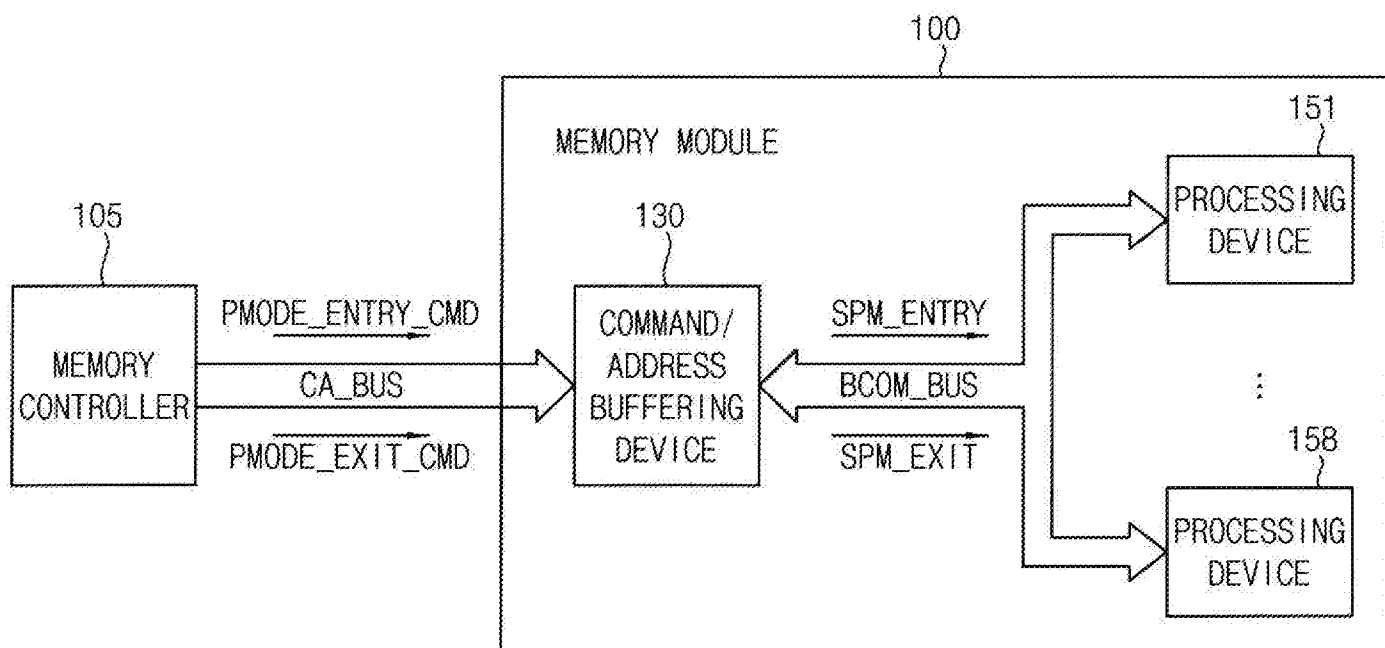 100
MEMORY MODULE
151
PROCESSING
DEVICE
105
MEMORY
CONTROLLER
PMODE_ENTRY_CMD
CA_BUS
PMODE_EXIT_CMD
130
COMMAND/
ADDRESS
BUFFERING
DEVICE
SPM_ENTRY
BCOM_BUS
SPM_EXIT
⋮
158
PROCESSING
DEVICE